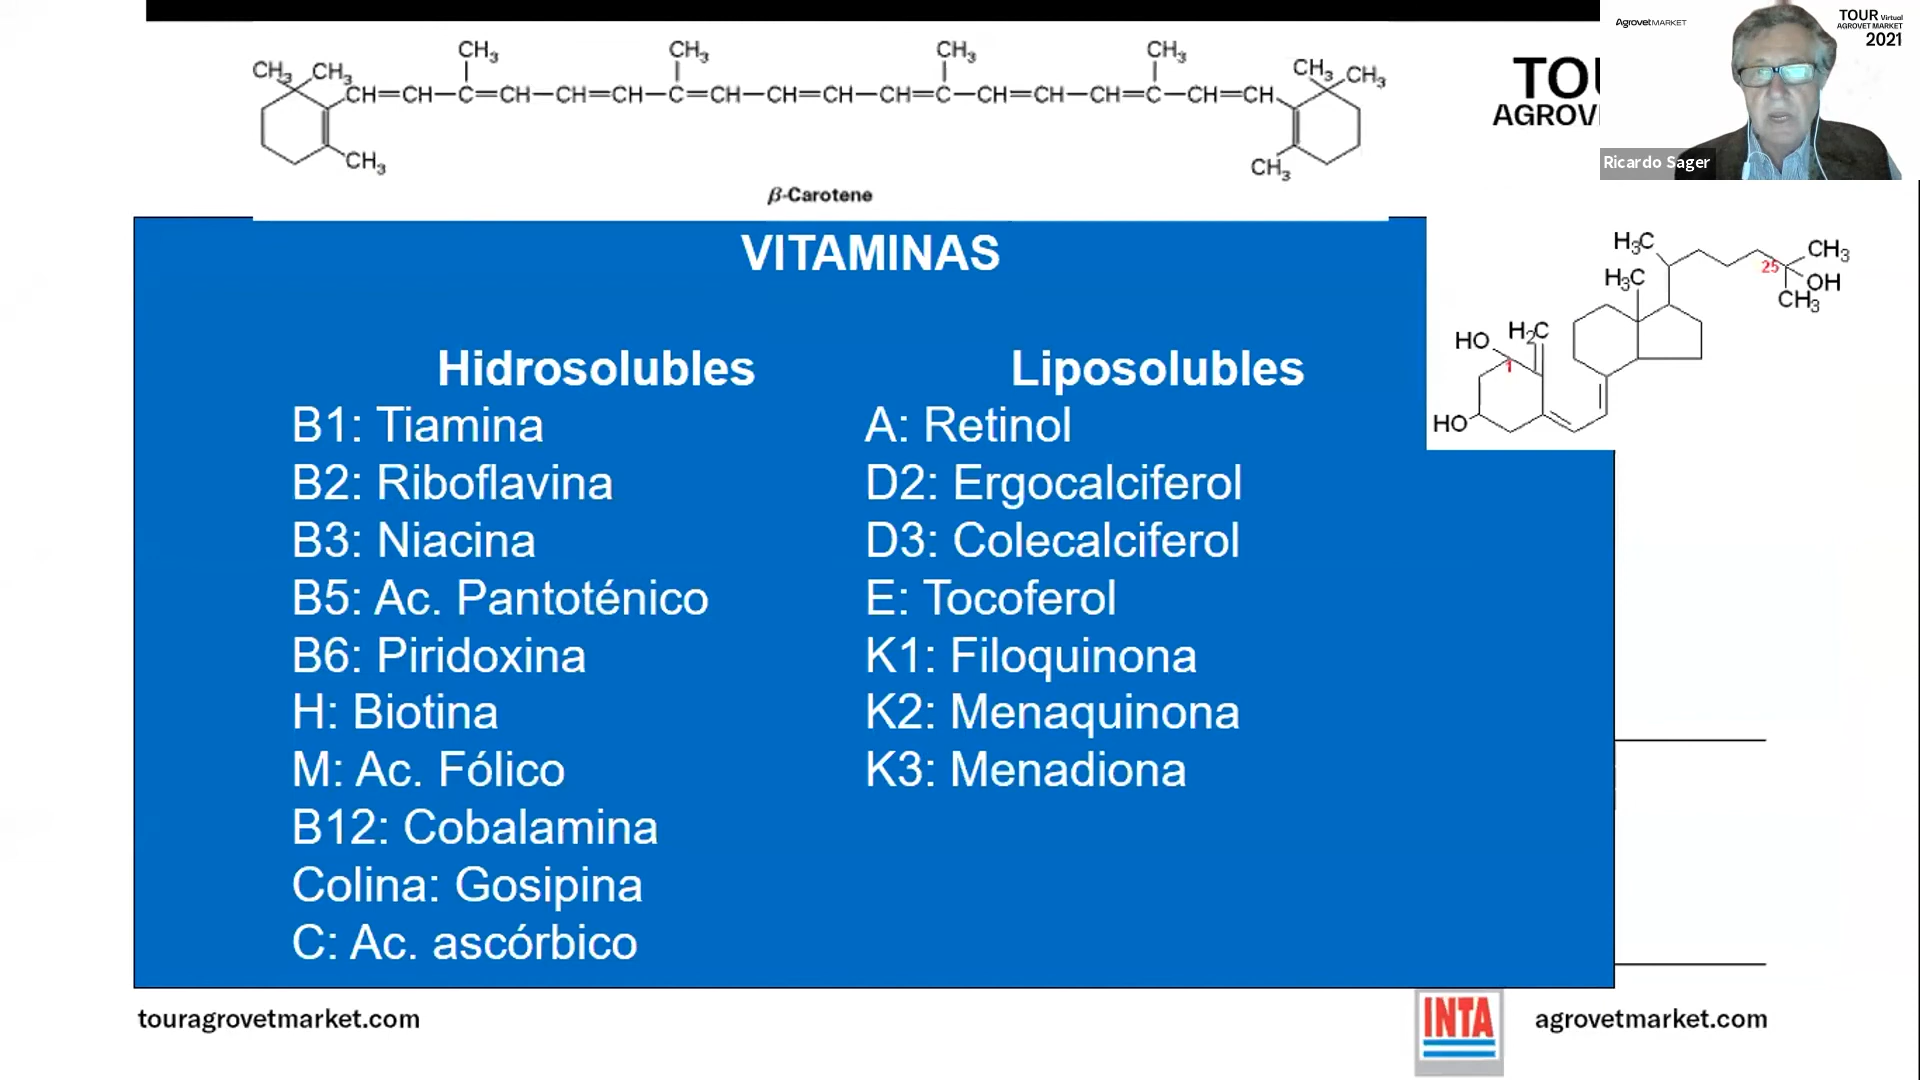 CH3 CH3 CH3 CH3
CH3 CH3 CH=CH—C=CH—CH=CH—C=CH—CH=CH—CH=C—CH=CH—CH=C—CH=CH CH3 CH3
CH3 CH3
β-Carotene
AgrovetMARKET
TOUR Virtual
AGROVET MARKET
2021
TOU
AGROV
Ricardo Sager
VITAMINAS
Hidrosolubles
B1: Tiamina
B2: Riboflavina
B3: Niacina
B5: Ac. Pantoténico
B6: Piridoxina
H: Biotina
M: Ac. Fólico
B12: Cobalamina
Colina: Gosipina
C: Ac. ascórbico
Liposolubles
A: Retinol
D2: Ergocalciferol
D3: Colecalciferol
E: Tocoferol
K1: Filoquinona
K2: Menaquinona
K3: Menadiona
H3C CH3
25
H3C OH
CH3
HO H2C
1
HO
touragrovetmarket.com
INTA
agrovetmarket.com